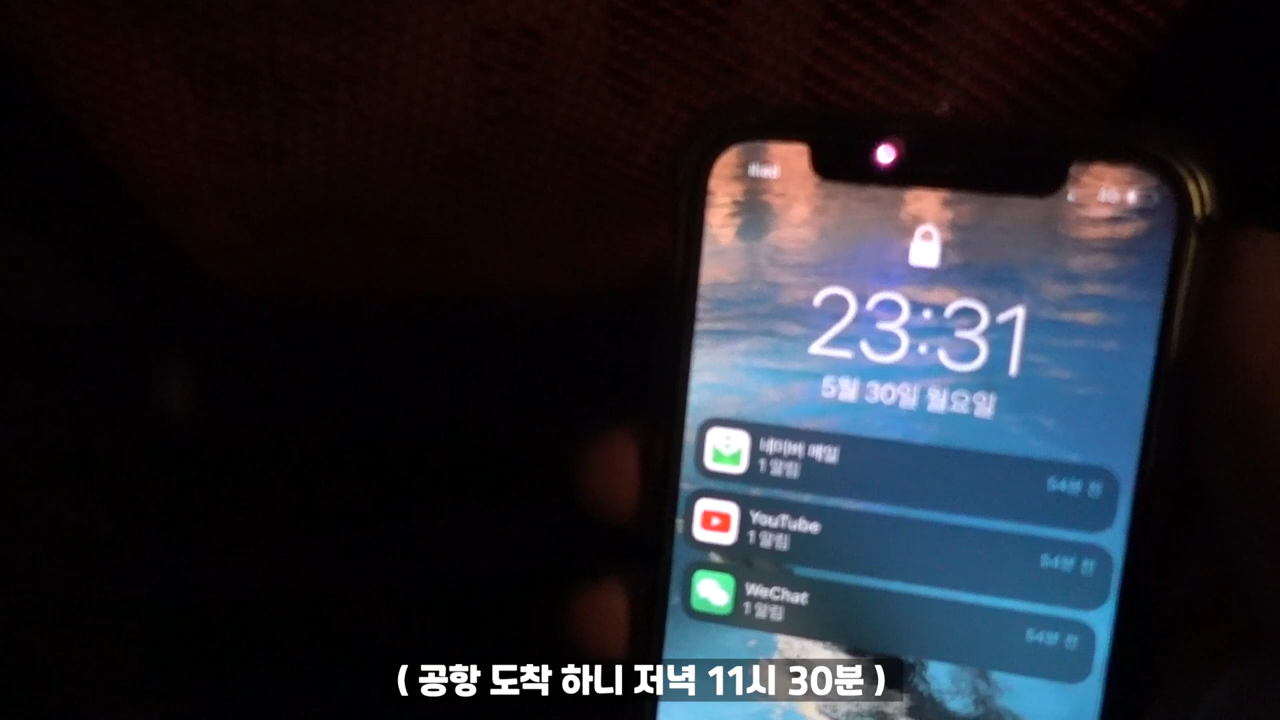 23:31
5월 30일 월요일
네이버 메일
1 알림
54분 전
YouTube
1 알림
54분 전
WeChat
1 알림
54분 전
( 공항 도착 하니 저녁 11시 30분 )